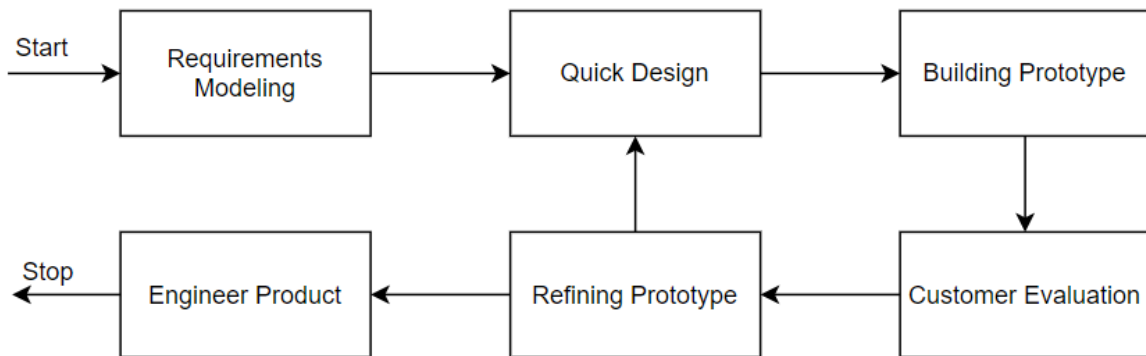 Start
Requirements
Modeling
Quick Design
Building Prototype
Stop
Engineer Product
Refining Prototype
Customer Evaluation